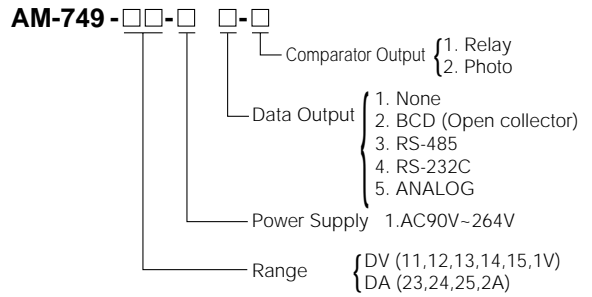 AM-749 -□□-□ □-□
Comparator Output
1. Relay
2. Photo
Data Output
1. None
2. BCD (Open collector)
3. RS-485
4. RS-232C
5. ANALOG
Power Supply 1.AC90V~264V
Range
DV (11,12,13,14,15,1V)
DA (23,24,25,2A)